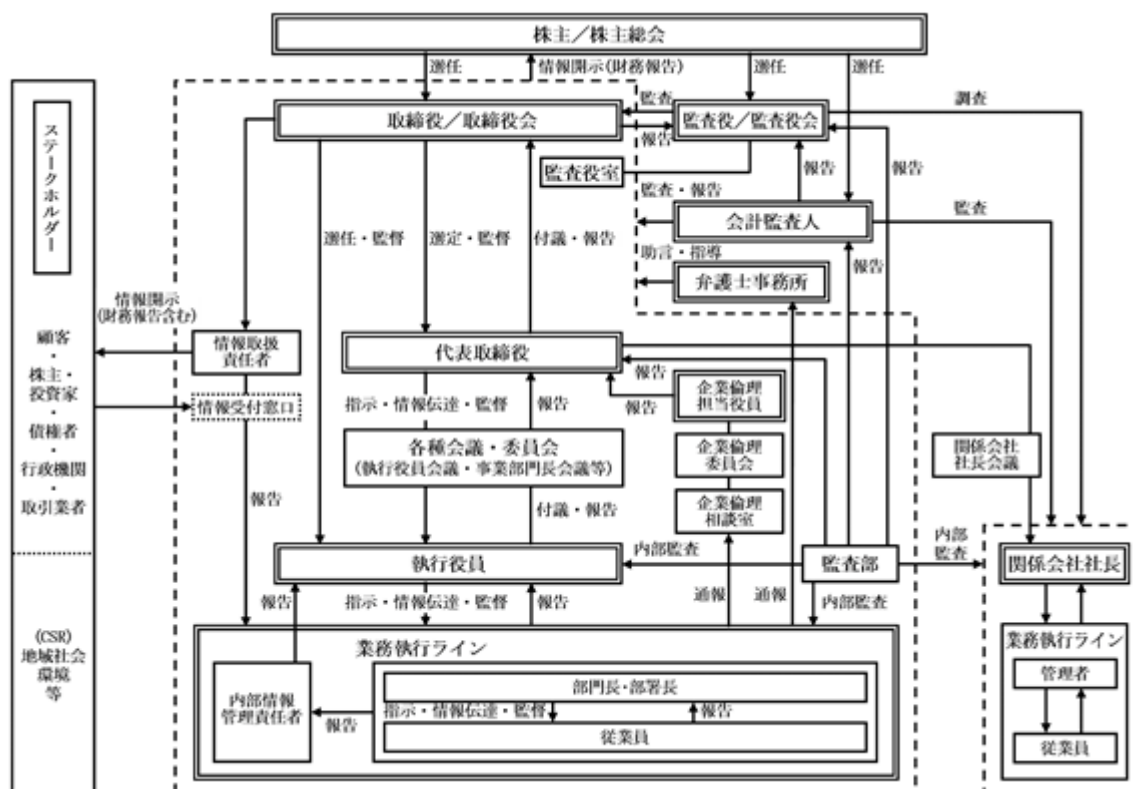 株主／株主総会
選任
情報開示(財務報告)
選任
選任
ステークホルダー
取締役／取締役会
監査
報告
監査役／監査役会
調査
監査役室
報告
報告
監査・報告
会計監査人
監査
選任・監督
選定・監督
付議・報告
助言・指導
弁護士事務所
報告
情報開示
(財務報告含む)
顧客
・
株主・
投資家
・
債権者
・
行政機関
・
取引業者
情報取扱
責任者
情報受付窓口
代表取締役
報告
企業倫理
担当役員
報告
指示・情報伝達・監督
報告
各種会議・委員会
(執行役員会議・事業部門長会議等)
企業倫理
委員会
関係会社
社長会議
報告
付議・報告
企業倫理
相談室
執行役員
内部監査
監査部
内部
監査
関係会社社長
報告
指示・情報伝達・監督
報告
通報
通報
内部監査
(CSR)
地域社会
環境
等
業務執行ライン
内部情報
管理責任者
報告
部門長・部署長
指示・情報伝達・監督
報告
従業員
業務執行ライン
管理者
従業員